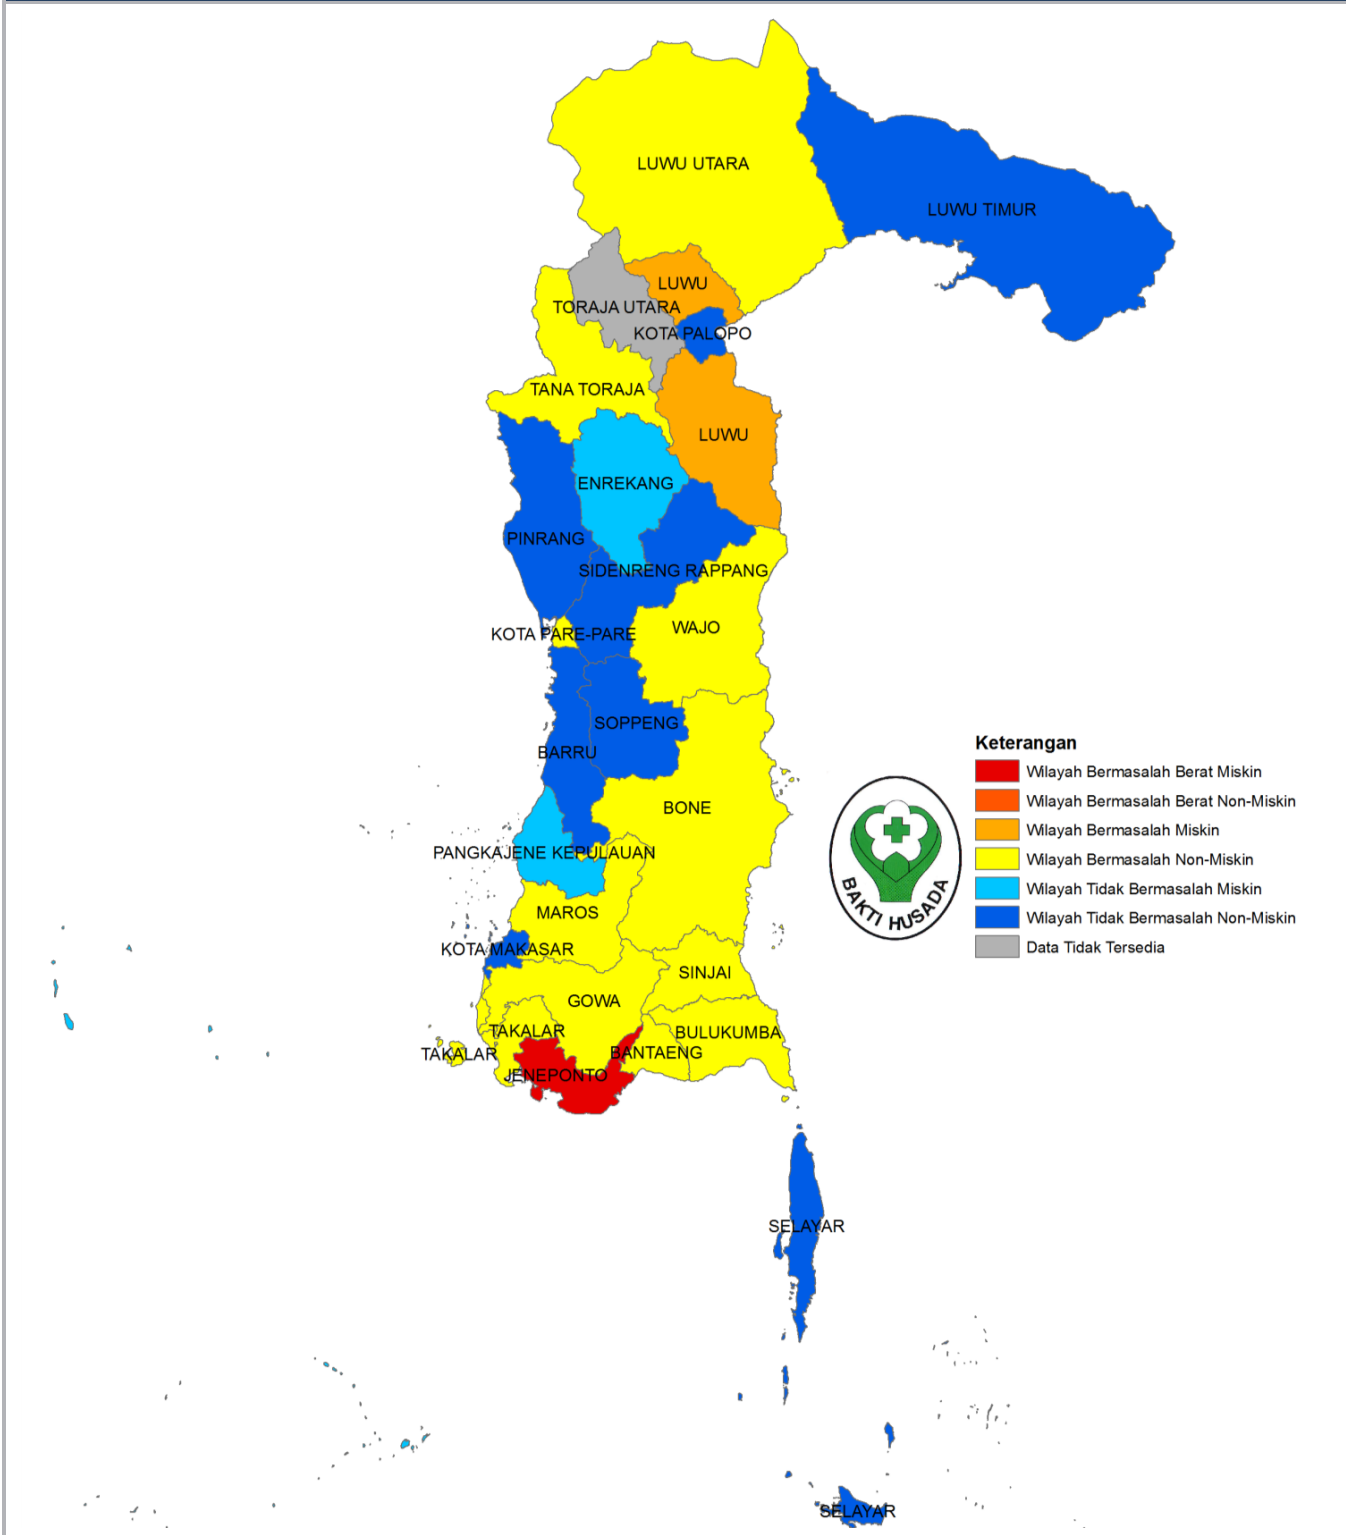 LUWU UTARA
LUWU TIMUR
LUWU
TORAJA UTARA
KOTA PALOPO
TANA TORAJA
LUWU
ENREKANG
PINRANG
SIDENRENG RAPPANG
WAJO
KOTA PARE-PARE
SOPPENG
BARRU
BONE
PANGKAJENE KEPULAUAN
MAROS
KOTA MAKASAR
SINJAI
GOWA
TAKALAR
BULUKUMBA
TAKALAR
BANTAENG
JENEPONTO
SELAYAR
SELAYAR
Keterangan
Wilayah Bermasalah Berat Miskin
Wilayah Bermasalah Berat Non-Miskin
Wilayah Bermasalah Miskin
Wilayah Bermasalah Non-Miskin
Wilayah Tidak Bermasalah Miskin
Wilayah Tidak Bermasalah Non-Miskin
Data Tidak Tersedia
BAKTI HUSADA